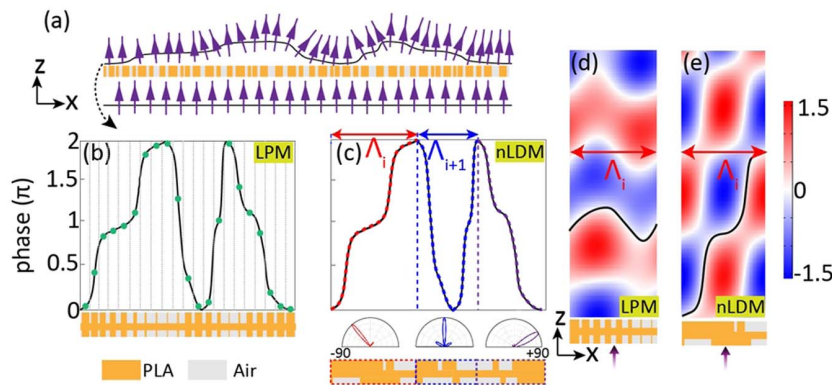 (a)
Z
X
(b)
LPM
phase (π)
2
1.5
1
0.5
0
PLA
Air
(c)
Λi
Λi+1
nLDM
-90
+90
Z
X
(d)
Λi
LPM
(e)
Λi
nLDM
1.5
0
-1.5